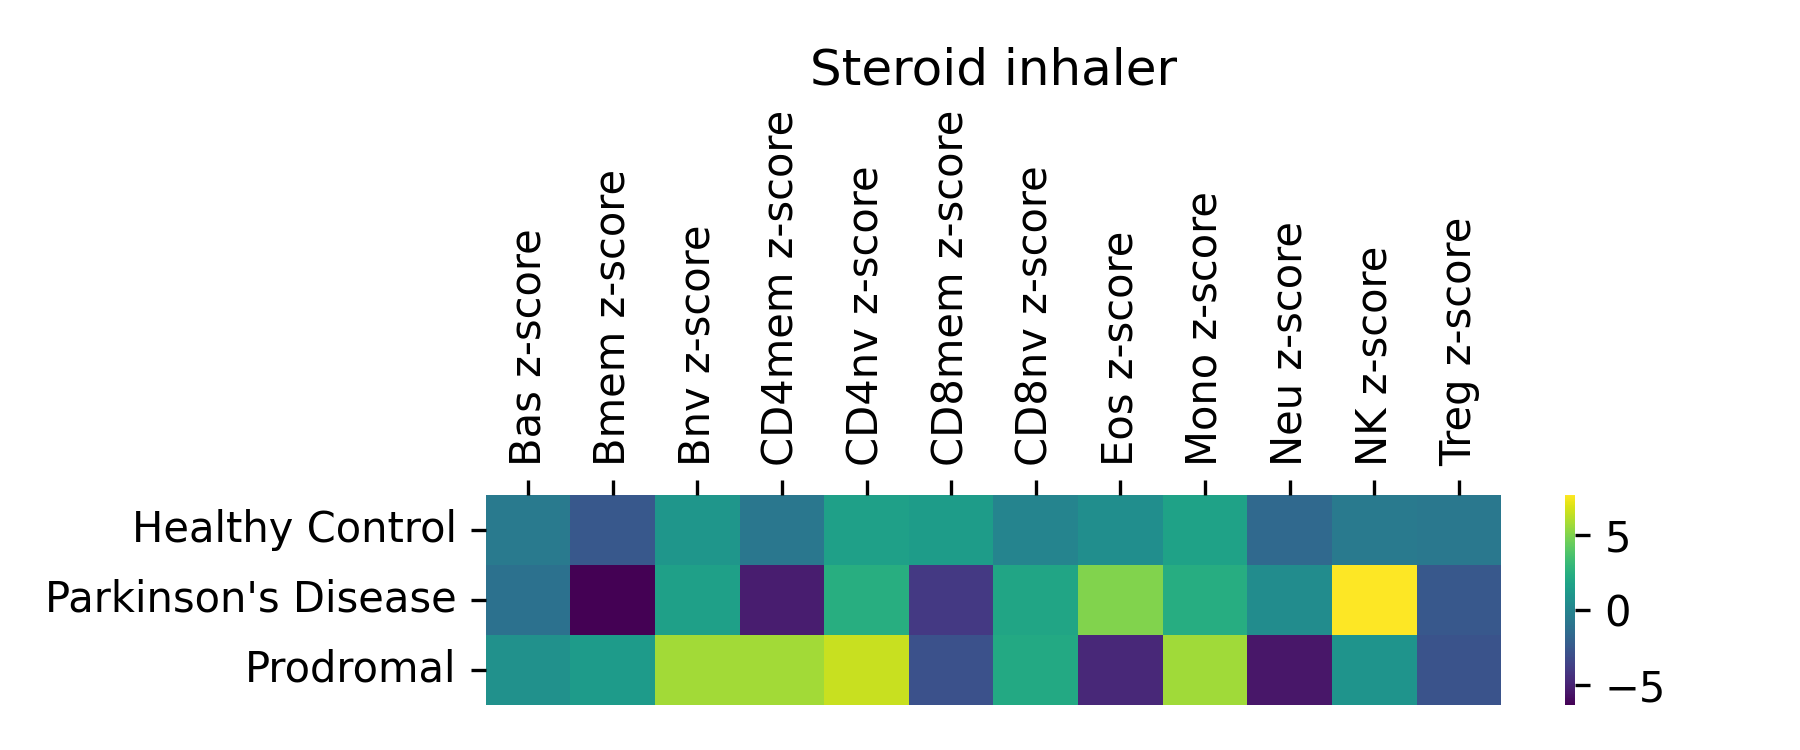 Steroid inhaler
Bas z-score
Bmem z-score
Bnv z-score
CD4mem z-score
CD4nv z-score
CD8mem z-score
CD8nv z-score
Eos z-score
Mono z-score
Neu z-score
NK z-score
Treg z-score
Healthy Control
Parkinson's Disease
Prodromal
5
0
−5